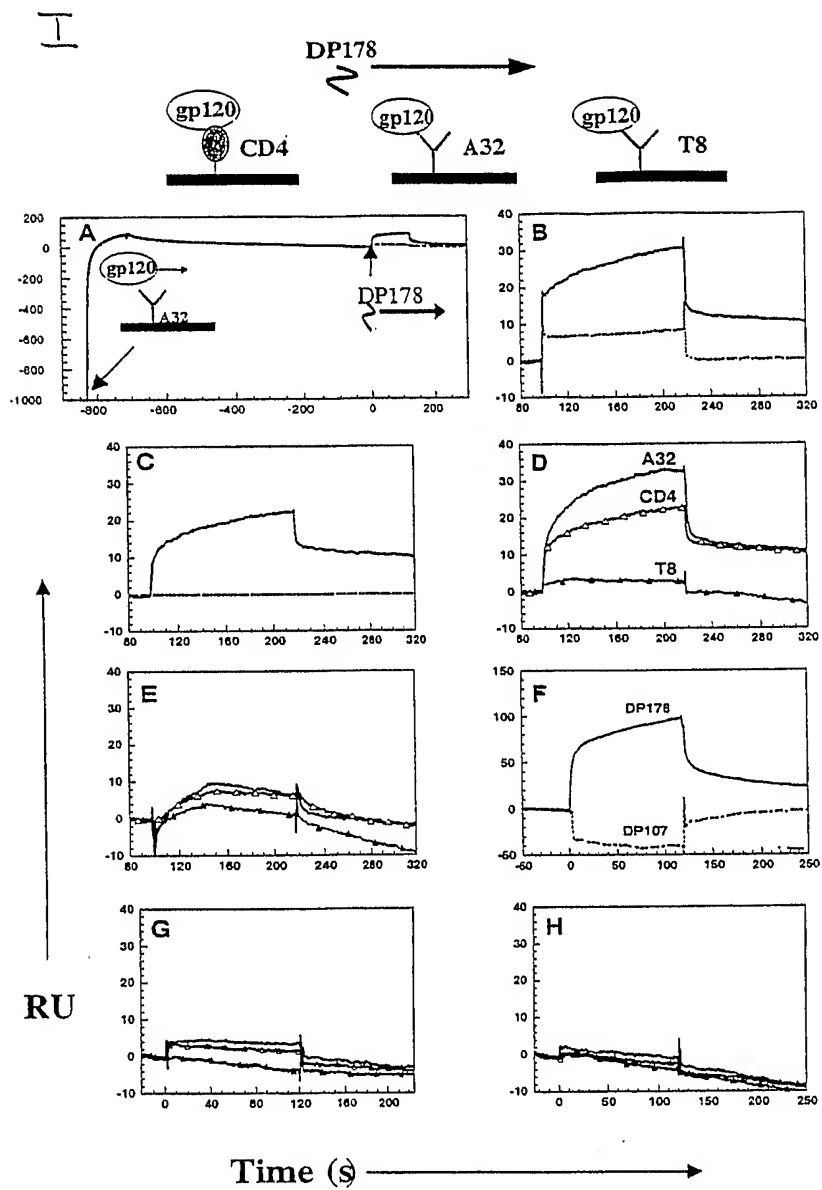 I
DP178
gp120 CD4
gp120 A32
gp120 T8
A
200
0
-200
-400
-600
-800
-1000
-800 -600 -400 -200 0 200
gp120
A32
DP178
B
40
30
20
10
0
-10
80 120 160 200 240 280 320
C
40
30
20
10
0
-10
80 120 160 200 240 280 320
D
40
30
20
10
0
-10
80 120 160 200 240 280 320
A32
CD4
T8
E
40
30
20
10
0
-10
80 120 160 200 240 280 320
F
150
100
50
0
-50
-50 0 50 100 150 200 250
DP178
DP107
G
40
30
20
10
0
-10
0 40 80 120 160 200
H
40
30
20
10
0
-10
0 50 100 150 200 250
RU
Time (s)